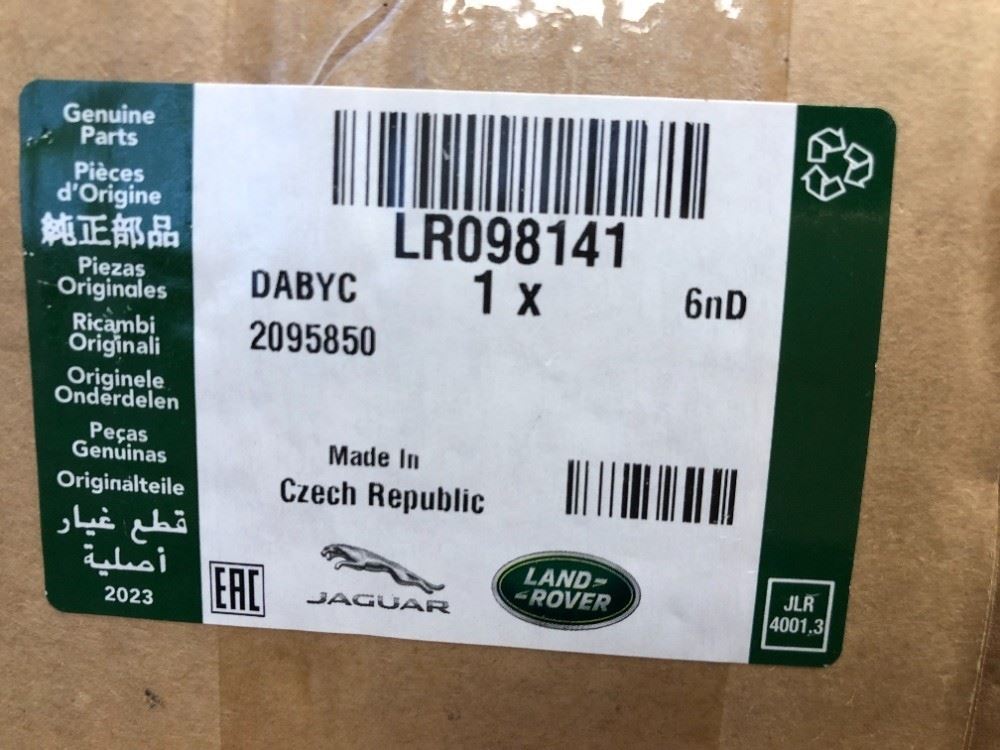 Genuine
Parts
Pièces
d'Origine
純正部品
Piezas
Originales
Ricambi
Originali
Originele
Onderdelen
Peças
Genuinas
Originalteile
قطع غيار
أصلية
2023
LR098141
DABYC
1 x
6nD
2095850
Made In
Czech Republic
EAC
JAGUAR
LAND-
-ROVER
JLR
4001,3